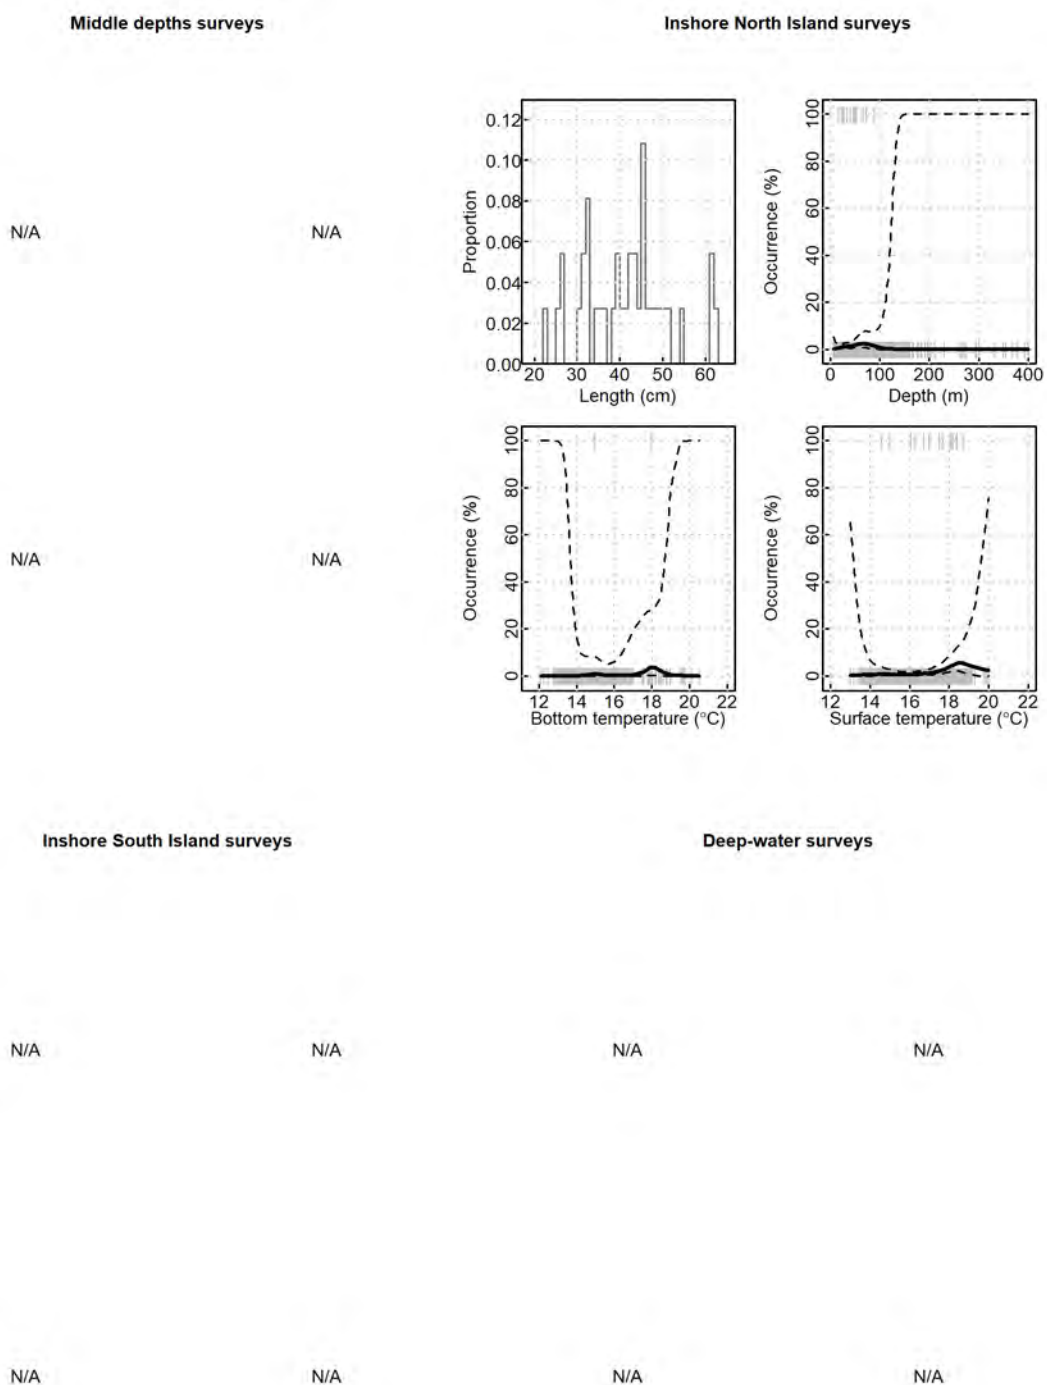 Middle depths surveys
Inshore North Island surveys
N/A
N/A
0.12
0.10
0.08
0.06
0.04
0.02
0.00
Proportion
20 30 40 50 60
Length (cm)
100
80
60
40
20
0
Occurrence (%)
0 100 200 300 400
Depth (m)
N/A
N/A
100
80
60
40
20
0
Occurrence (%)
12 14 16 18 20 22
Bottom temperature (°C)
100
80
60
40
20
0
Occurrence (%)
12 14 16 18 20 22
Surface temperature (°C)
Inshore South Island surveys
Deep-water surveys
N/A
N/A
N/A
N/A
N/A
N/A
N/A
N/A